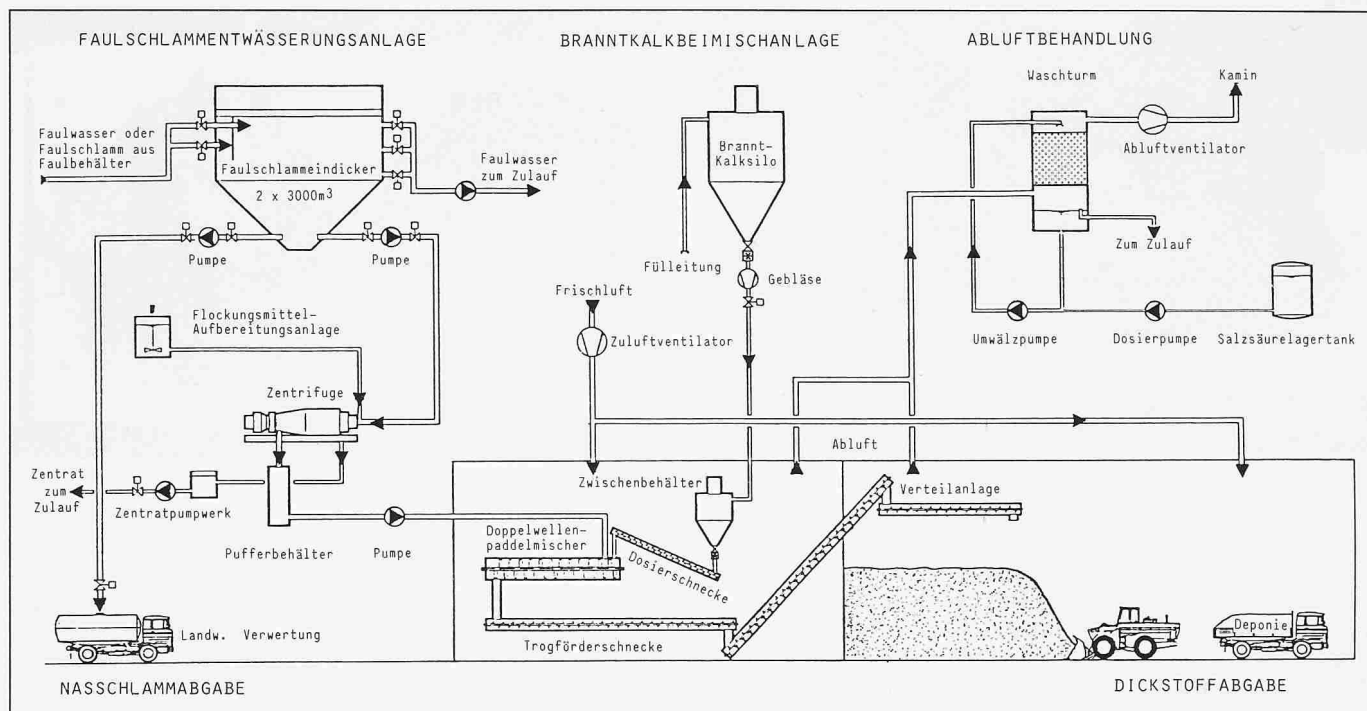 FAULSCHLAMMENTWÄSSERUNGSANLAGE
BRANNTKALKBEIMISCHANLAGE
ABLUFTBEHANDLUNG
Waschturm
Kamin
Faulwasser oder
Faulschlamm aus
Faulbehälter
Faulschlammeindicker
2 x 3000m³
Faulwasser
zum Zulauf
Brannt-
Kalksilo
Abluftventilator
Pumpe
Pumpe
Fülleitung
Gebläse
Zum Zulauf
Frischluft
Flockungsmittel-
Aufbereitungsanlage
Zuluftventilator
Umwälzpumpe
Dosierpumpe
Salzsäurelagertank
Zentrifuge
Abluft
Zentrat
zum
Zulauf
Zentratpumpwerk
Zwischenbehälter
Verteilanlage
Pufferbehälter
Pumpe
Doppelwellen-
paddelmischer
Dosierschnecke
Landw. Verwertung
Trogförderschnecke
Deponie
NASSCHLAMMABGABE
DICKSTOFFABGABE